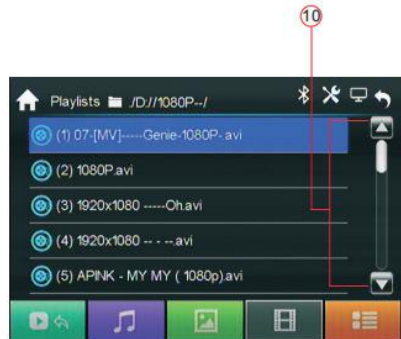 10
Playlists ./D://1080P--/
(1) 07-[MV]-----Genie-1080P- avi
(2) 1080P.avi
(3) 1920x1080 -----Oh.avi
(4) 1920x1080 -- - --.avi
(5) APINK - MY MY ( 1080p).avi